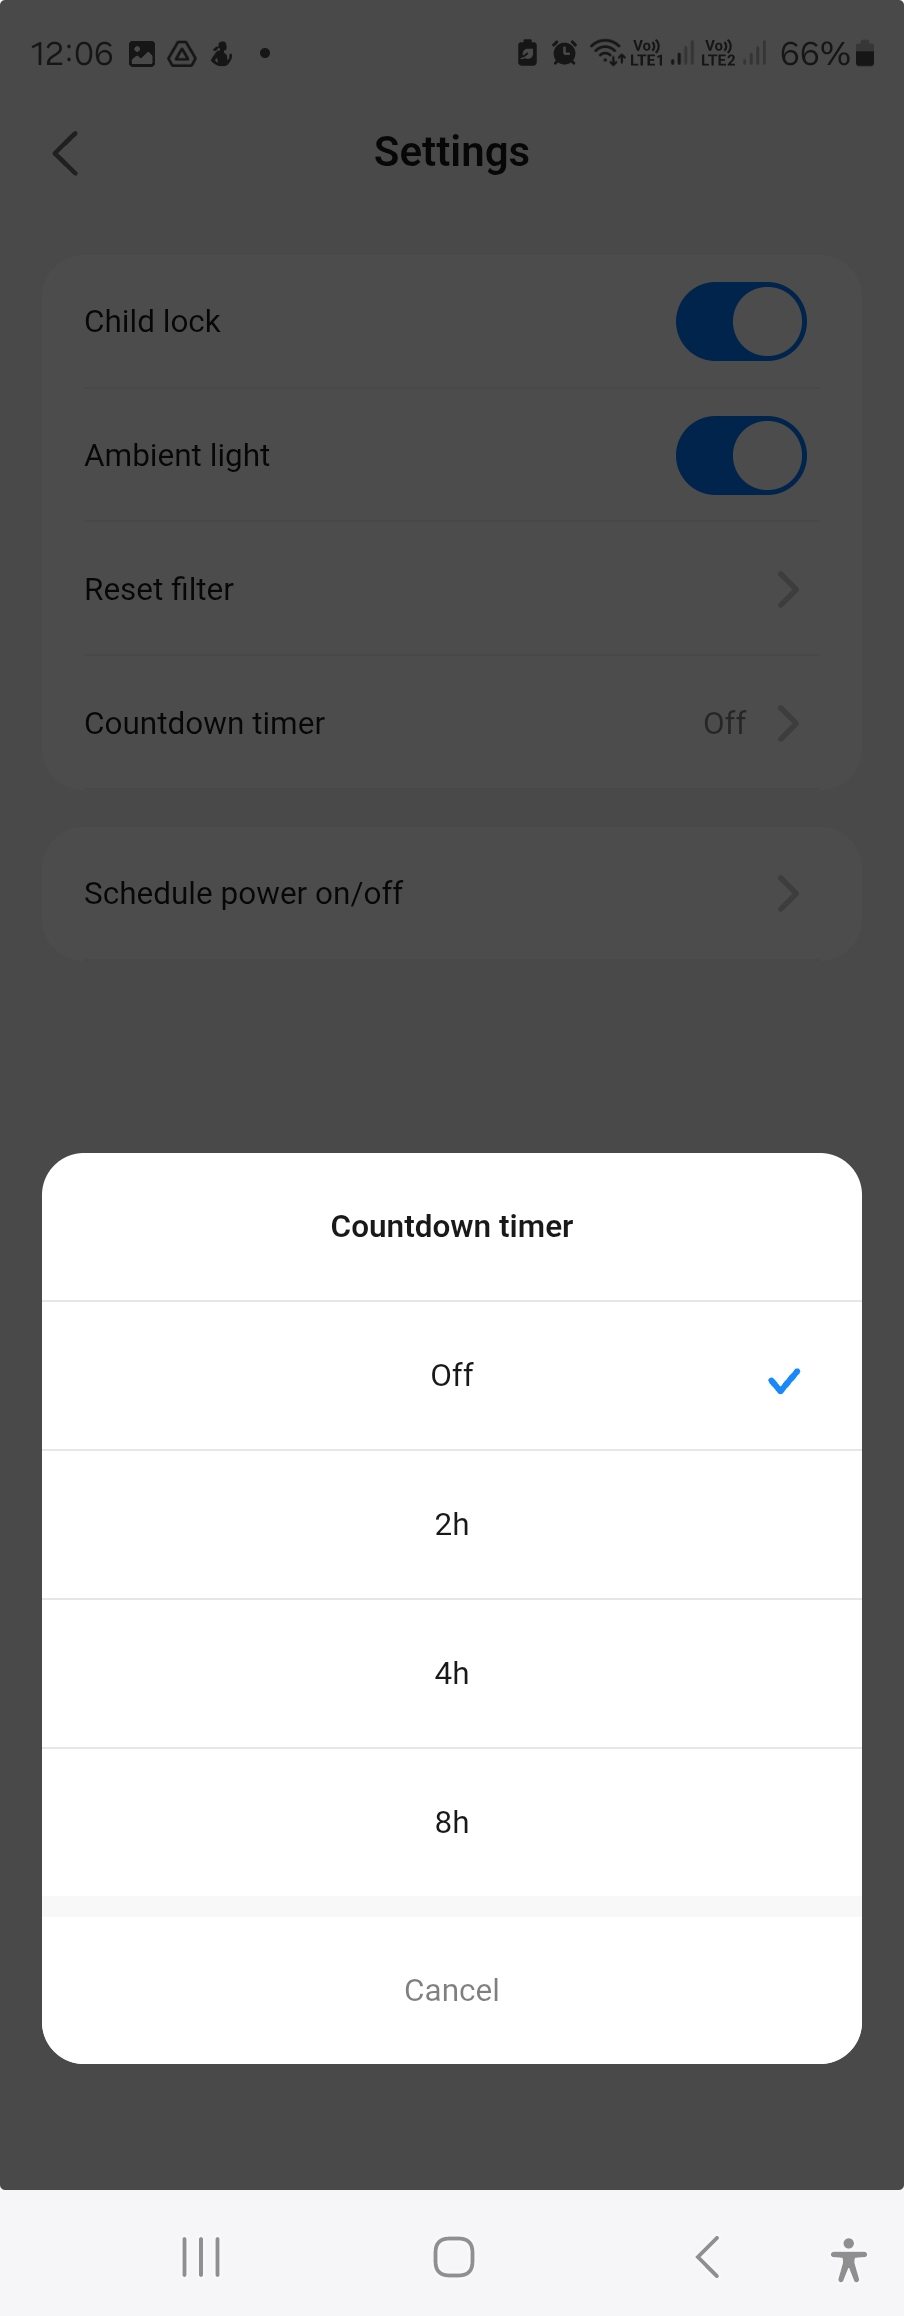 12:06
Vo)) LTE1 Vo)) LTE2 66%
Settings
Child lock
Ambient light
Reset filter
Countdown timer Off
Schedule power on/off
Countdown timer
Off
2h
4h
8h
Cancel